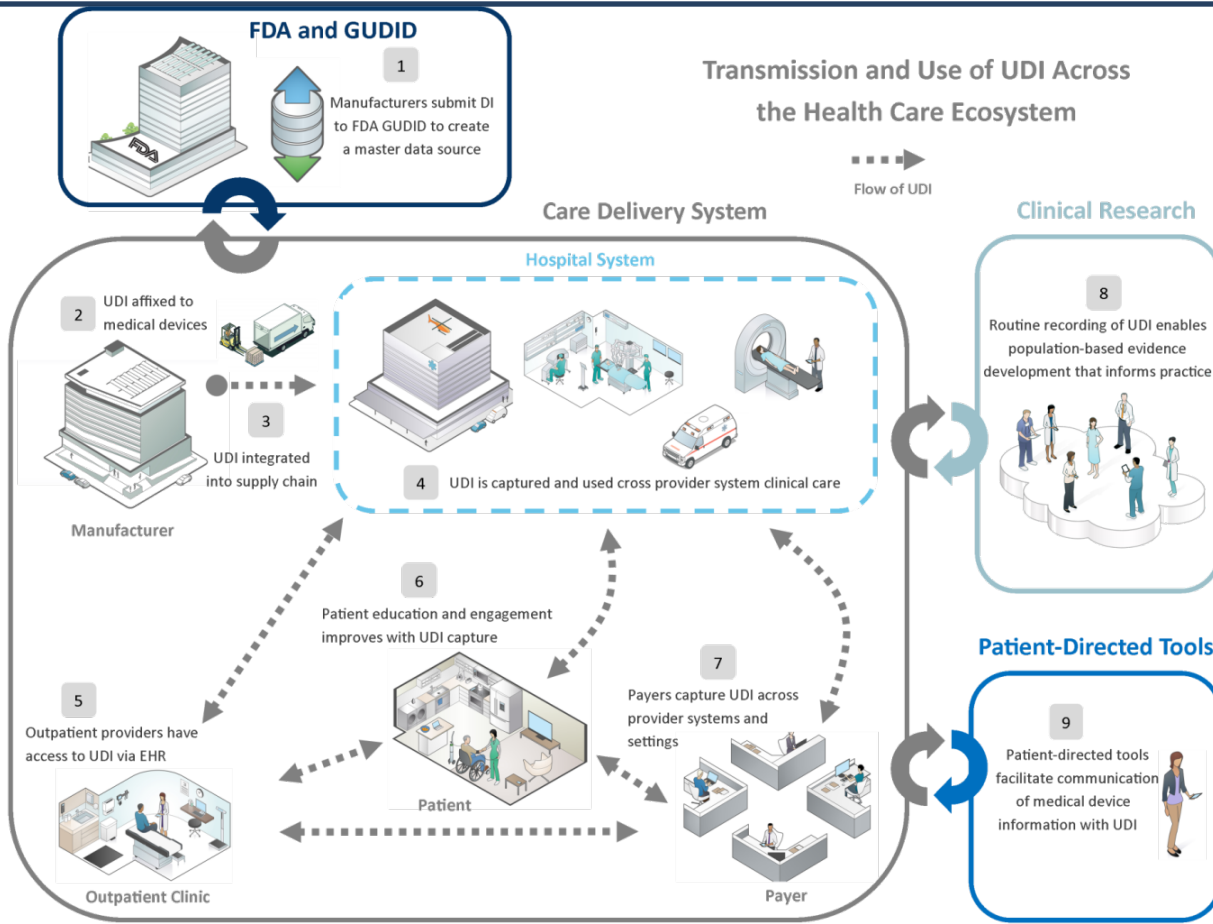 FDA and GUDID
1
Manufacturers submit DI
to FDA GUDID to create
a master data source
FDA
Transmission and Use of UDI Across
the Health Care Ecosystem
Flow of UDI
Care Delivery System
Hospital System
2
UDI affixed to
medical devices
3
UDI integrated
into supply chain
Manufacturer
4
UDI is captured and used cross provider system clinical care
5
Outpatient providers have
access to UDI via EHR
Outpatient Clinic
6
Patient education and engagement
improves with UDI capture
Patient
7
Payers capture UDI across
provider systems and
settings
Payer
Clinical Research
8
Routine recording of UDI enables
population-based evidence
development that informs practice
Patient-Directed Tools
9
Patient-directed tools
facilitate communication
of medical device
information with UDI